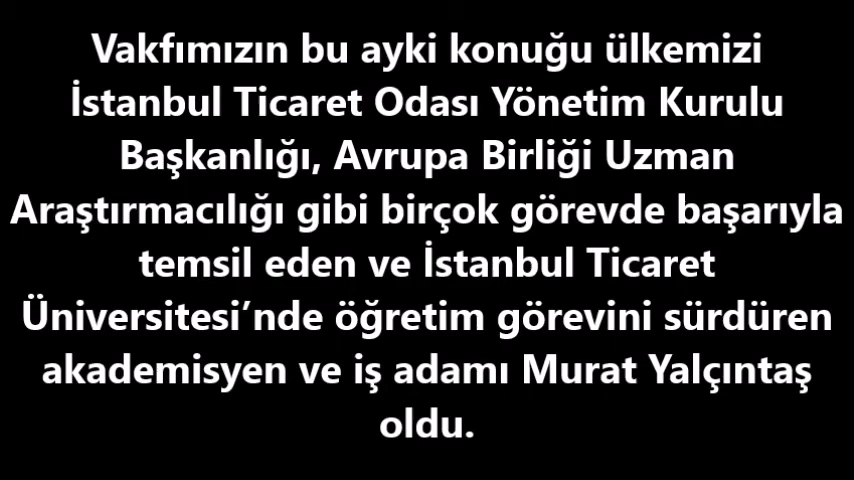 Vakfımızın bu ayki konuğu ülkemizi
İstanbul Ticaret Odası Yönetim Kurulu
Başkanlığı, Avrupa Birliği Uzman
Araştırmacılığı gibi birçok görevde başarıyla
temsil eden ve İstanbul Ticaret
Üniversitesi’nde öğretim görevini sürdüren
akademisyen ve iş adamı Murat Yalçıntaş
oldu.